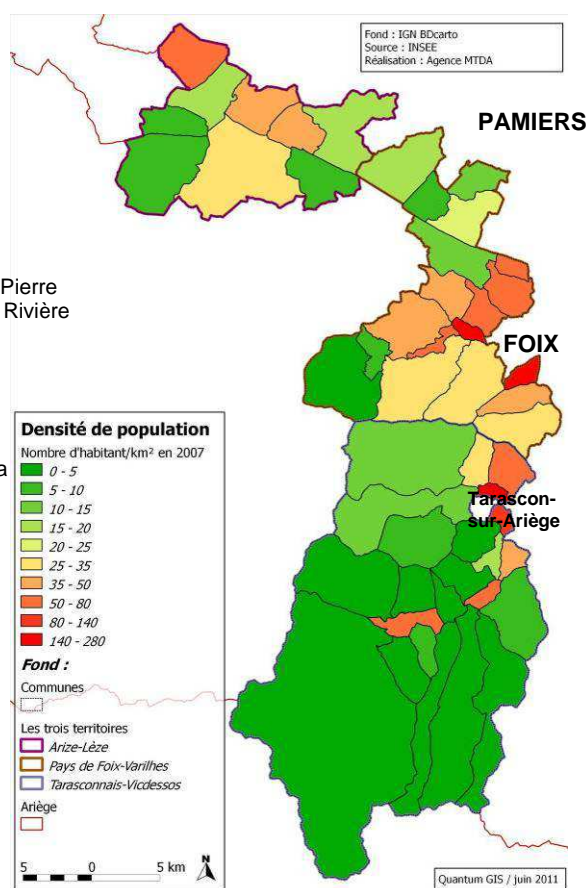 Fond : IGN BDcarto
Source : INSEE
Réalisation : Agence MTDA
PAMIERS
Pierre
Rivière
FOIX
a
Tarascon-
sur-Ariège
Densité de population
Nombre d'habitant/km² en 2007
0 - 5
5 - 10
10 - 15
15 - 20
20 - 25
25 - 35
35 - 50
50 - 80
80 - 140
140 - 280
Fond :
Communes
Les trois territoires
Arize-Lèze
Pays de Foix-Varilhes
Tarasconnais-Vicdessos
Ariège
5 0 5 km
N
Quantum GIS / juin 2011